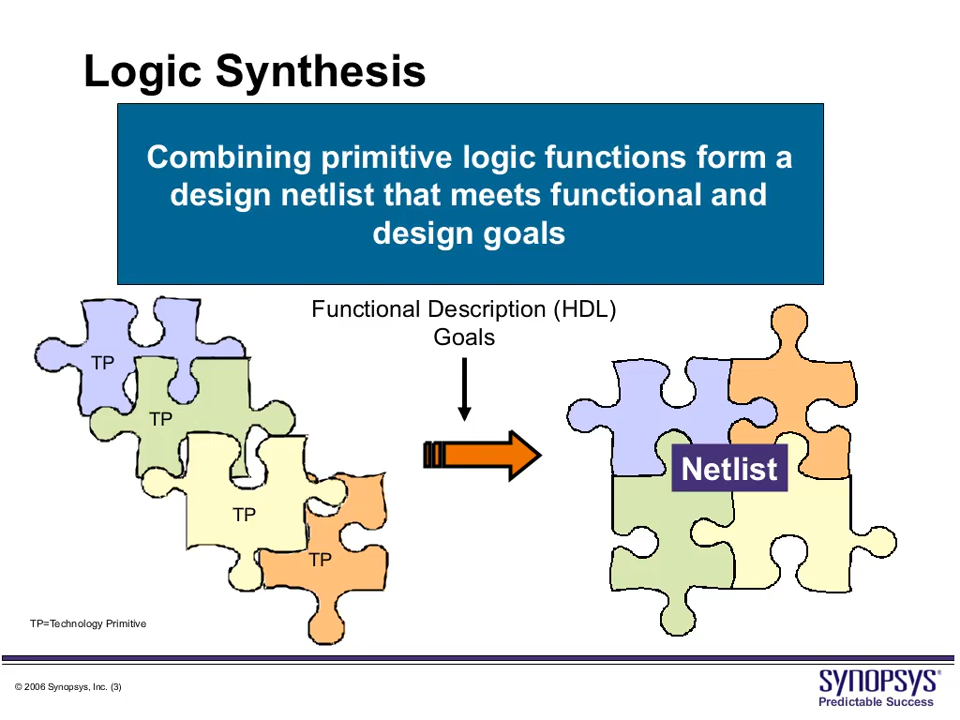 Logic Synthesis
Combining primitive logic functions form a
design netlist that meets functional and
design goals
Functional Description (HDL)
Goals
TP
TP
TP
TP
Netlist
TP=Technology Primitive
© 2006 Synopsys, Inc. (3)
SYNOPSYS®
Predictable Success